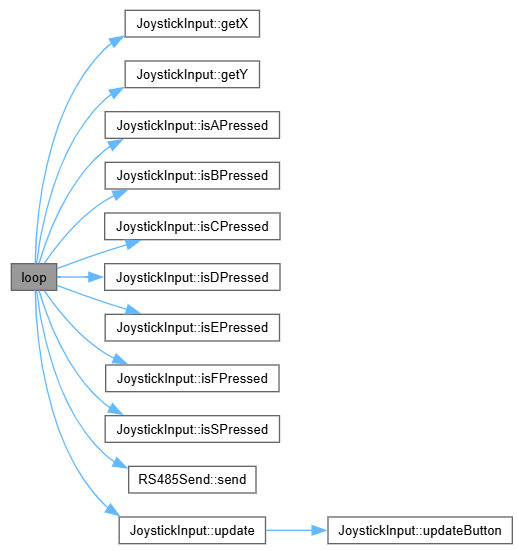 JoystickInput::getX
JoystickInput::getY
JoystickInput::isAPressed
JoystickInput::isBPressed
JoystickInput::isCPressed
loop
JoystickInput::isDPressed
JoystickInput::isEPressed
JoystickInput::isFPressed
JoystickInput::isSPressed
RS485Send::send
JoystickInput::update
JoystickInput::updateButton